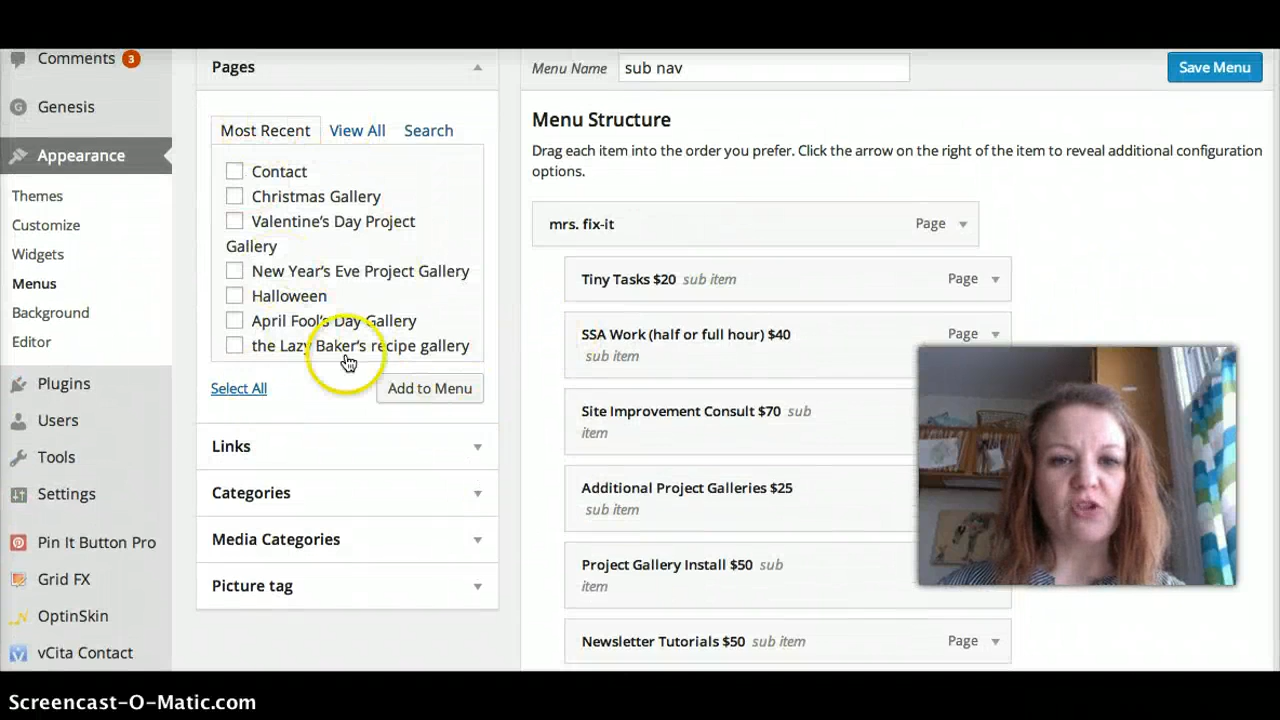 Comments 3
Genesis
Appearance
Themes
Customize
Widgets
Menus
Background
Editor
Plugins
Users
Tools
Settings
Pin It Button Pro
Grid FX
OptinSkin
vCita Contact
Pages
Most Recent View All Search
Contact
Christmas Gallery
Valentine's Day Project
Gallery
New Year's Eve Project Gallery
Halloween
April Fool's Day Gallery
the Lazy Baker's recipe gallery
Select All Add to Menu
Links
Categories
Media Categories
Picture tag
Menu Name sub nav Save Menu
Menu Structure
Drag each item into the order you prefer. Click the arrow on the right of the item to reveal additional configuration
options.
mrs. fix-it Page
Tiny Tasks $20 sub item Page
SSA Work (half or full hour) $40 Page
sub item
Site Improvement Consult $70 sub
item
Additional Project Galleries $25
sub item
Project Gallery Install $50 sub
item
Newsletter Tutorials $50 sub item Page
Screencast-O-Matic.com